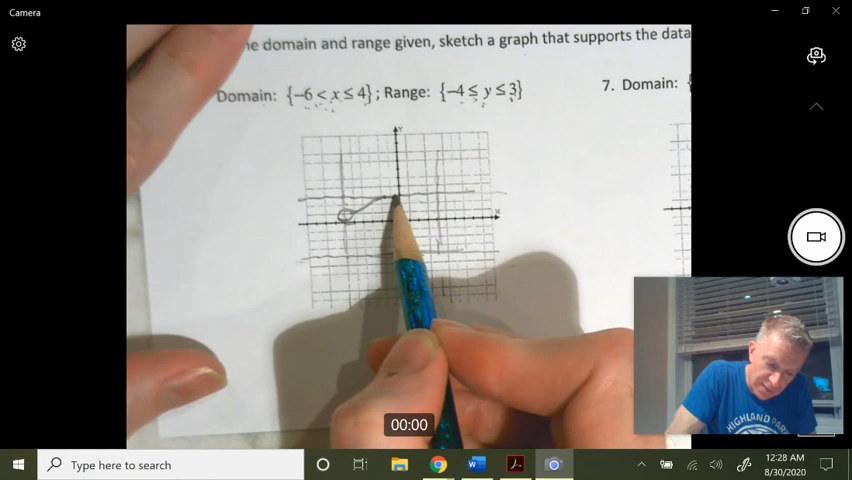 Camera
he domain and range given, sketch a graph that supports the data
Domain: {−6 < x ≤ 4} ; Range: {−4 ≤ y ≤ 3}
7. Domain: {
Y
X
00:00
HIGHLAND PARK
Type here to search
12:28 AM
8/30/2020